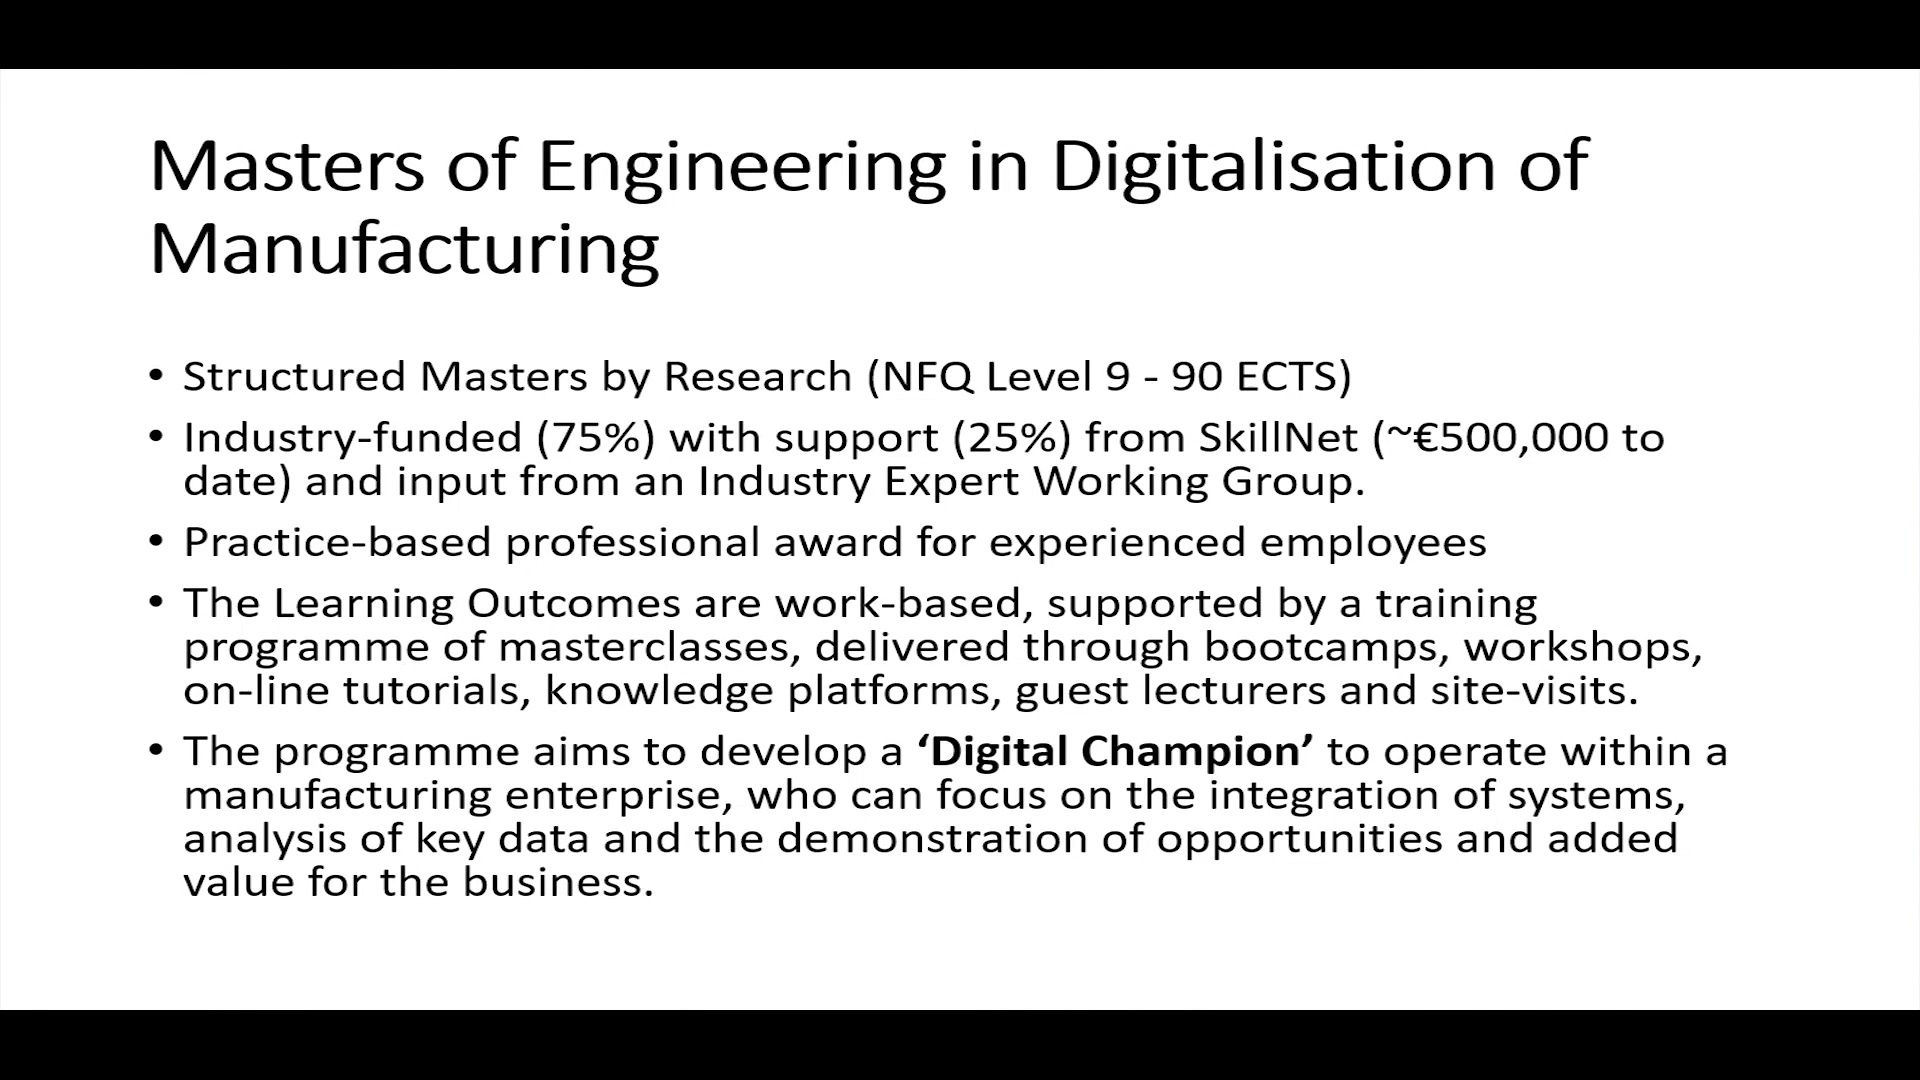 Masters of Engineering in Digitalisation of
Manufacturing
• Structured Masters by Research (NFQ Level 9 - 90 ECTS)
• Industry-funded (75%) with support (25%) from SkillNet (~€500,000 to
date) and input from an Industry Expert Working Group.
• Practice-based professional award for experienced employees
• The Learning Outcomes are work-based, supported by a training
programme of masterclasses, delivered through bootcamps, workshops,
on-line tutorials, knowledge platforms, guest lecturers and site-visits.
• The programme aims to develop a ‘Digital Champion’ to operate within a
manufacturing enterprise, who can focus on the integration of systems,
analysis of key data and the demonstration of opportunities and added
value for the business.